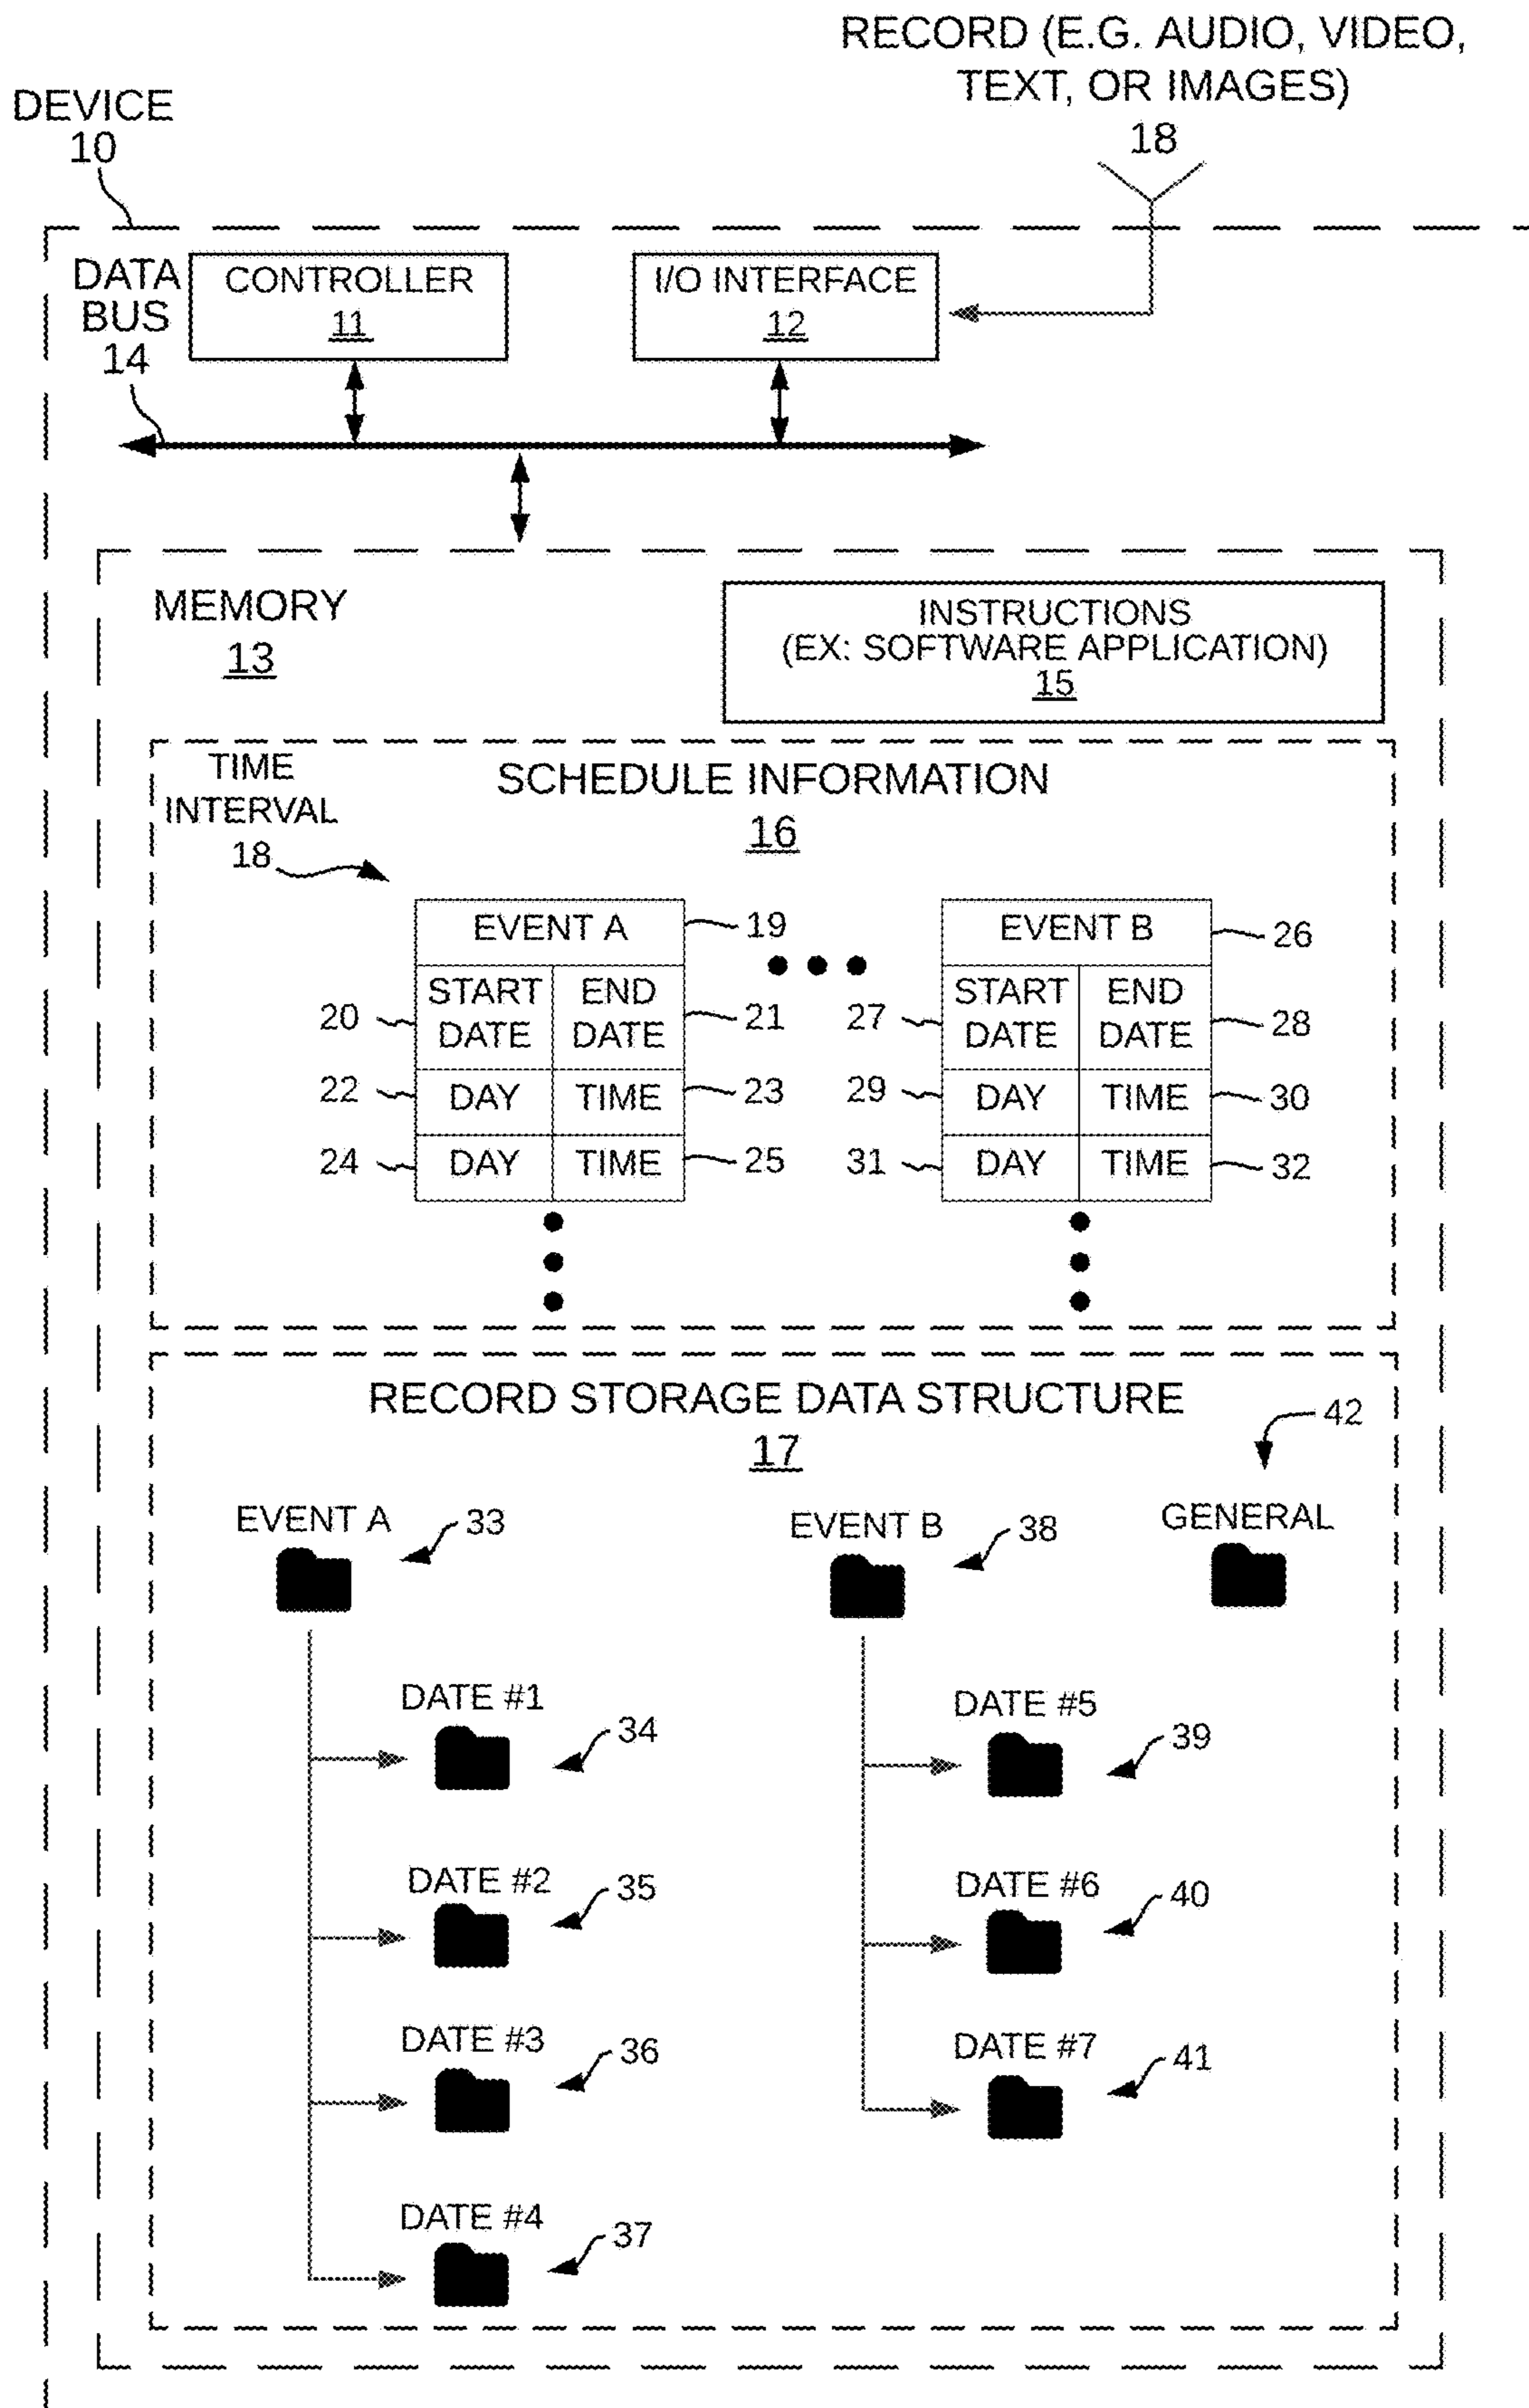 RECORD (E.G. AUDIO, VIDEO,
TEXT, OR IMAGES)
18
DEVICE
10
DATA
BUS
14
CONTROLLER
11
I/O INTERFACE
12
MEMORY
13
INSTRUCTIONS
(EX: SOFTWARE APPLICATION)
15
TIME
INTERVAL
18
SCHEDULE INFORMATION
16
EVENT A
19
START
DATE
END
DATE
20
21
22
DAY
TIME
23
24
DAY
TIME
25
EVENT B
26
START
DATE
END
DATE
27
28
29
DAY
TIME
30
31
DAY
TIME
32
RECORD STORAGE DATA STRUCTURE
17
42
EVENT A
33
EVENT B
38
GENERAL
DATE #1
34
DATE #5
39
DATE #2
35
DATE #6
40
DATE #3
36
DATE #7
41
DATE #4
37